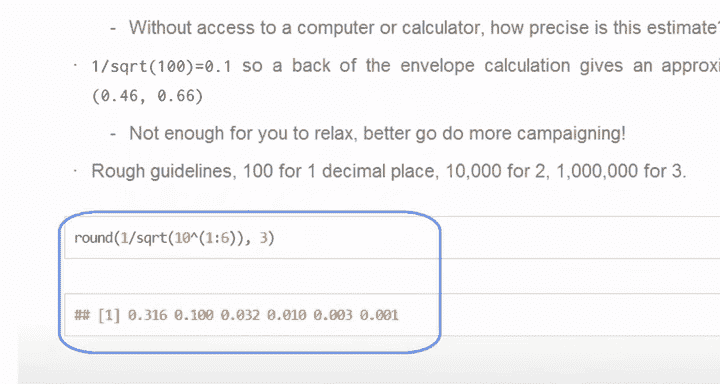 - Without access to a computer or calculator, how precise is this estimate?
· 1/sqrt(100)=0.1 so a back of the envelope calculation gives an
(0.46, 0.66)
- Not enough for you to relax, better go do more campaigning!
· Rough guidelines, 100 for 1 decimal place, 10,000 for 2, 1,000,000 for 3.
round(1/sqrt(10^(1:6)), 3)
## [1] 0.316 0.100 0.032 0.010 0.003 0.001